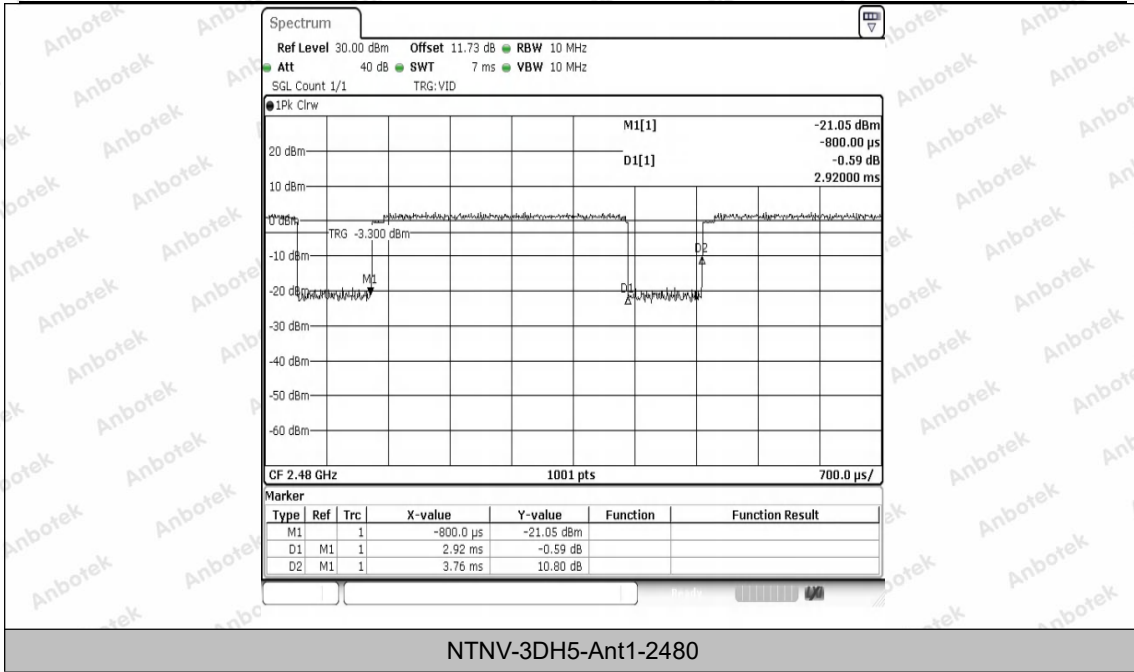 Spectrum
Ref Level 30.00 dBm Offset 11.73 dB RBW 10 MHz
Att 40 dB SWT 7 ms VBW 10 MHz
SGL Count 1/1 TRG: VID
1Pk Clrw
M1[1] -21.05 dBm
-800.00 µs
20 dBm
D1[1] -0.59 dB
2.92000 ms
10 dBm
0 dBm
TRG -3.300 dBm
D2
-10 dBm
M1
-20 dBm
D1
-30 dBm
-40 dBm
-50 dBm
-60 dBm
CF 2.48 GHz 1001 pts 700.0 µs/
Marker
Type Ref Trc X-value Y-value Function Function Result
M1 1 -800.0 µs -21.05 dBm
D1 M1 1 2.92 ms -0.59 dB
D2 M1 1 3.76 ms 10.80 dB
NTNV-3DH5-Ant1-2480